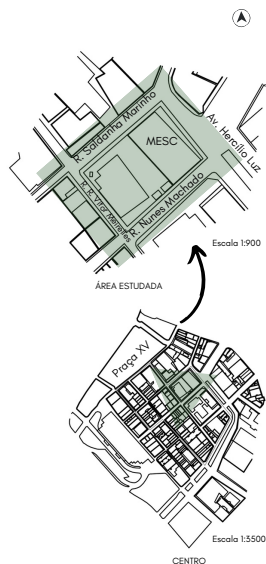 R. Saldanha Marinho
Av. Hercílio Luz
MESC
R. Vitor Meirelles
R. Nunes Machado
Escala 1:900
ÁREA ESTUDADA
Praça XV
Escala 1:3500
CENTRO